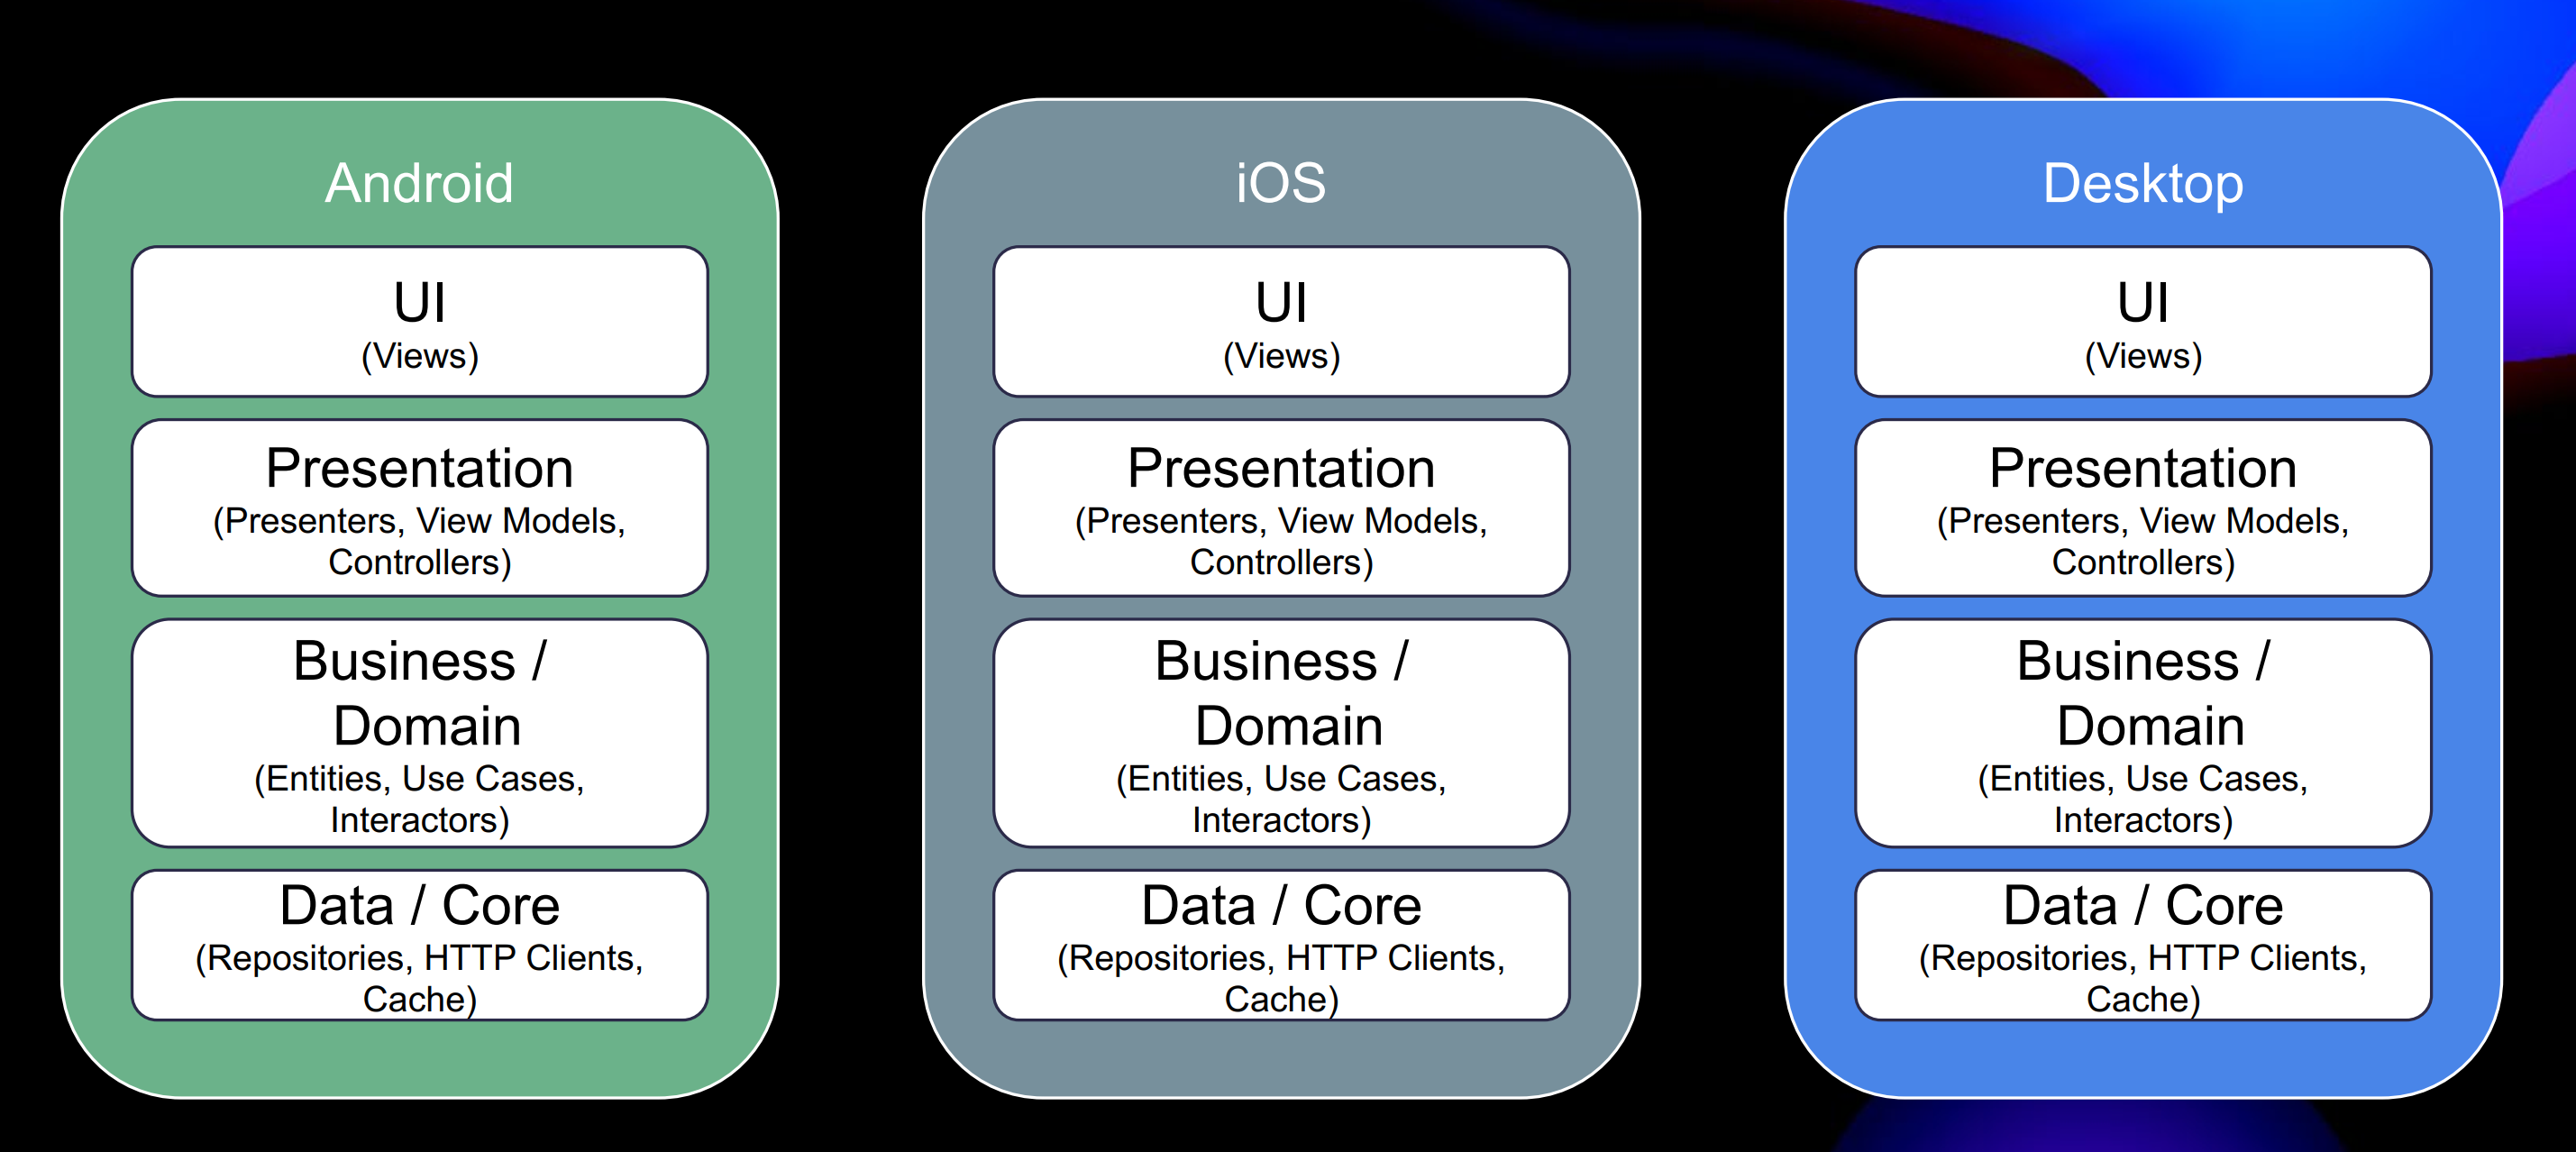 Android
UI
(Views)
Presentation
(Presenters, View Models,
Controllers)
Business /
Domain
(Entities, Use Cases,
Interactors)
Data / Core
(Repositories, HTTP Clients,
Cache)
iOS
UI
(Views)
Presentation
(Presenters, View Models,
Controllers)
Business /
Domain
(Entities, Use Cases,
Interactors)
Data / Core
(Repositories, HTTP Clients,
Cache)
Desktop
UI
(Views)
Presentation
(Presenters, View Models,
Controllers)
Business /
Domain
(Entities, Use Cases,
Interactors)
Data / Core
(Repositories, HTTP Clients,
Cache)